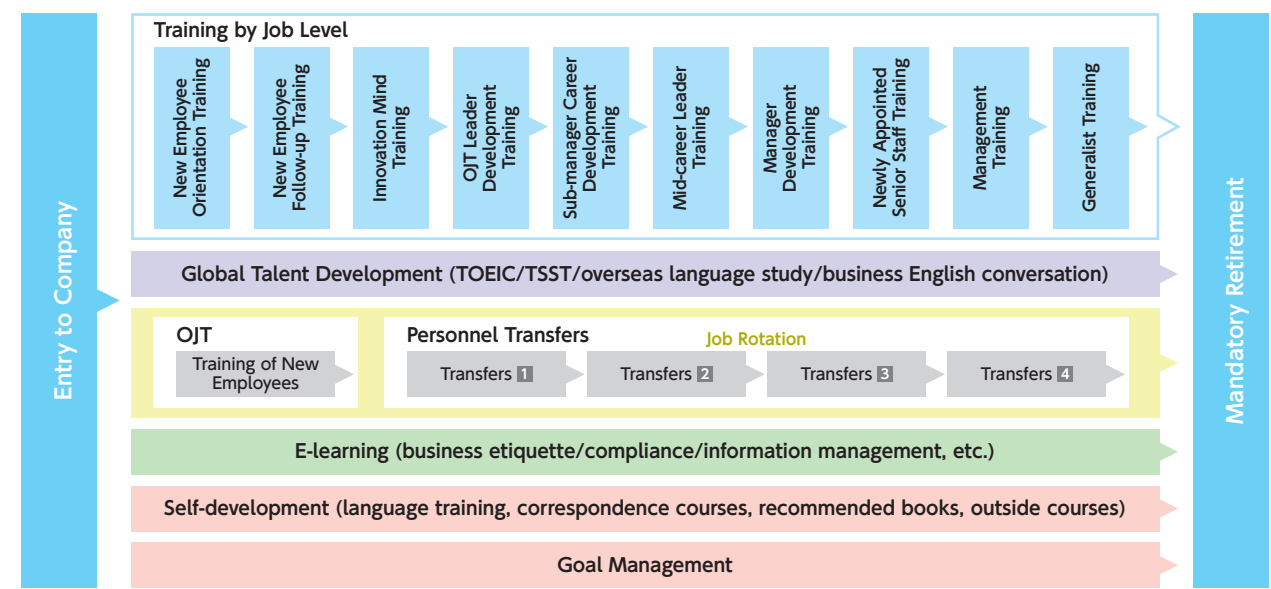 Entry to Company
Training by Job Level
New Employee
Orientation Training
New Employee
Follow-up Training
Innovation Mind
Training
OJT Leader
Development
Training
Sub-manager Career
Development
Training
Mid-career Leader
Training
Manager
Development
Training
Newly Appointed
Senior Staff Training
Management
Training
Generalist Training
Global Talent Development (TOEIC/TSST/overseas language study/business English conversation)
OJT
Training of New
Employees
Personnel Transfers
Job Rotation
Transfers 1
Transfers 2
Transfers 3
Transfers 4
E-learning (business etiquette/compliance/information management, etc.)
Self-development (language training, correspondence courses, recommended books, outside courses)
Goal Management
Mandatory Retirement